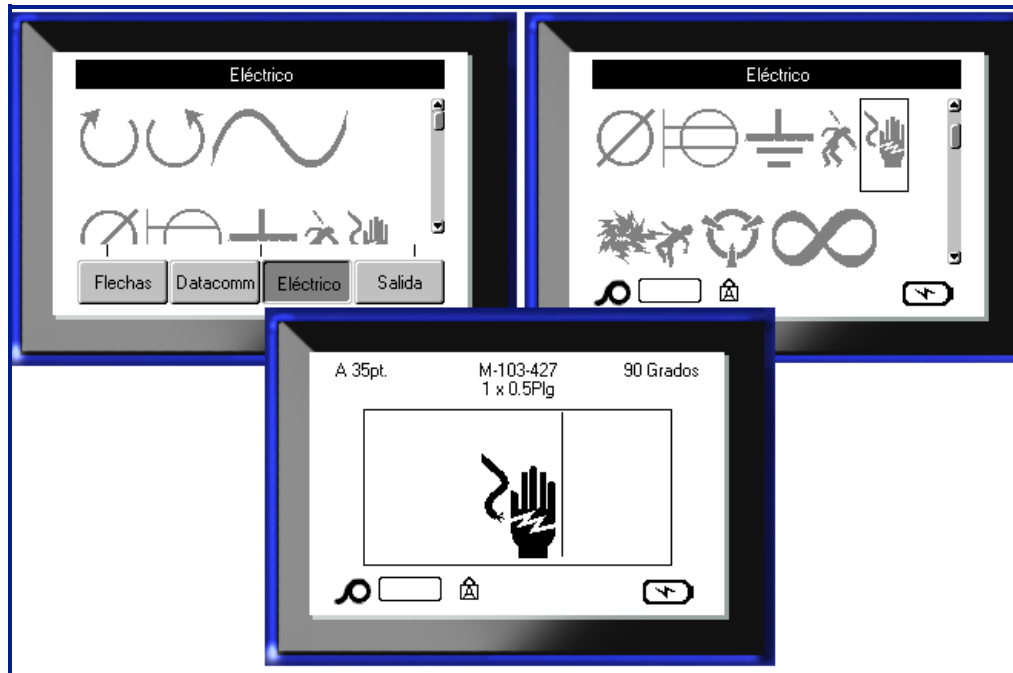 Eléctrico
Flechas Datacomm Eléctrico Salida
Eléctrico
A
A 35pt. M-103-427 90 Grados
1 x 0.5Plg
A